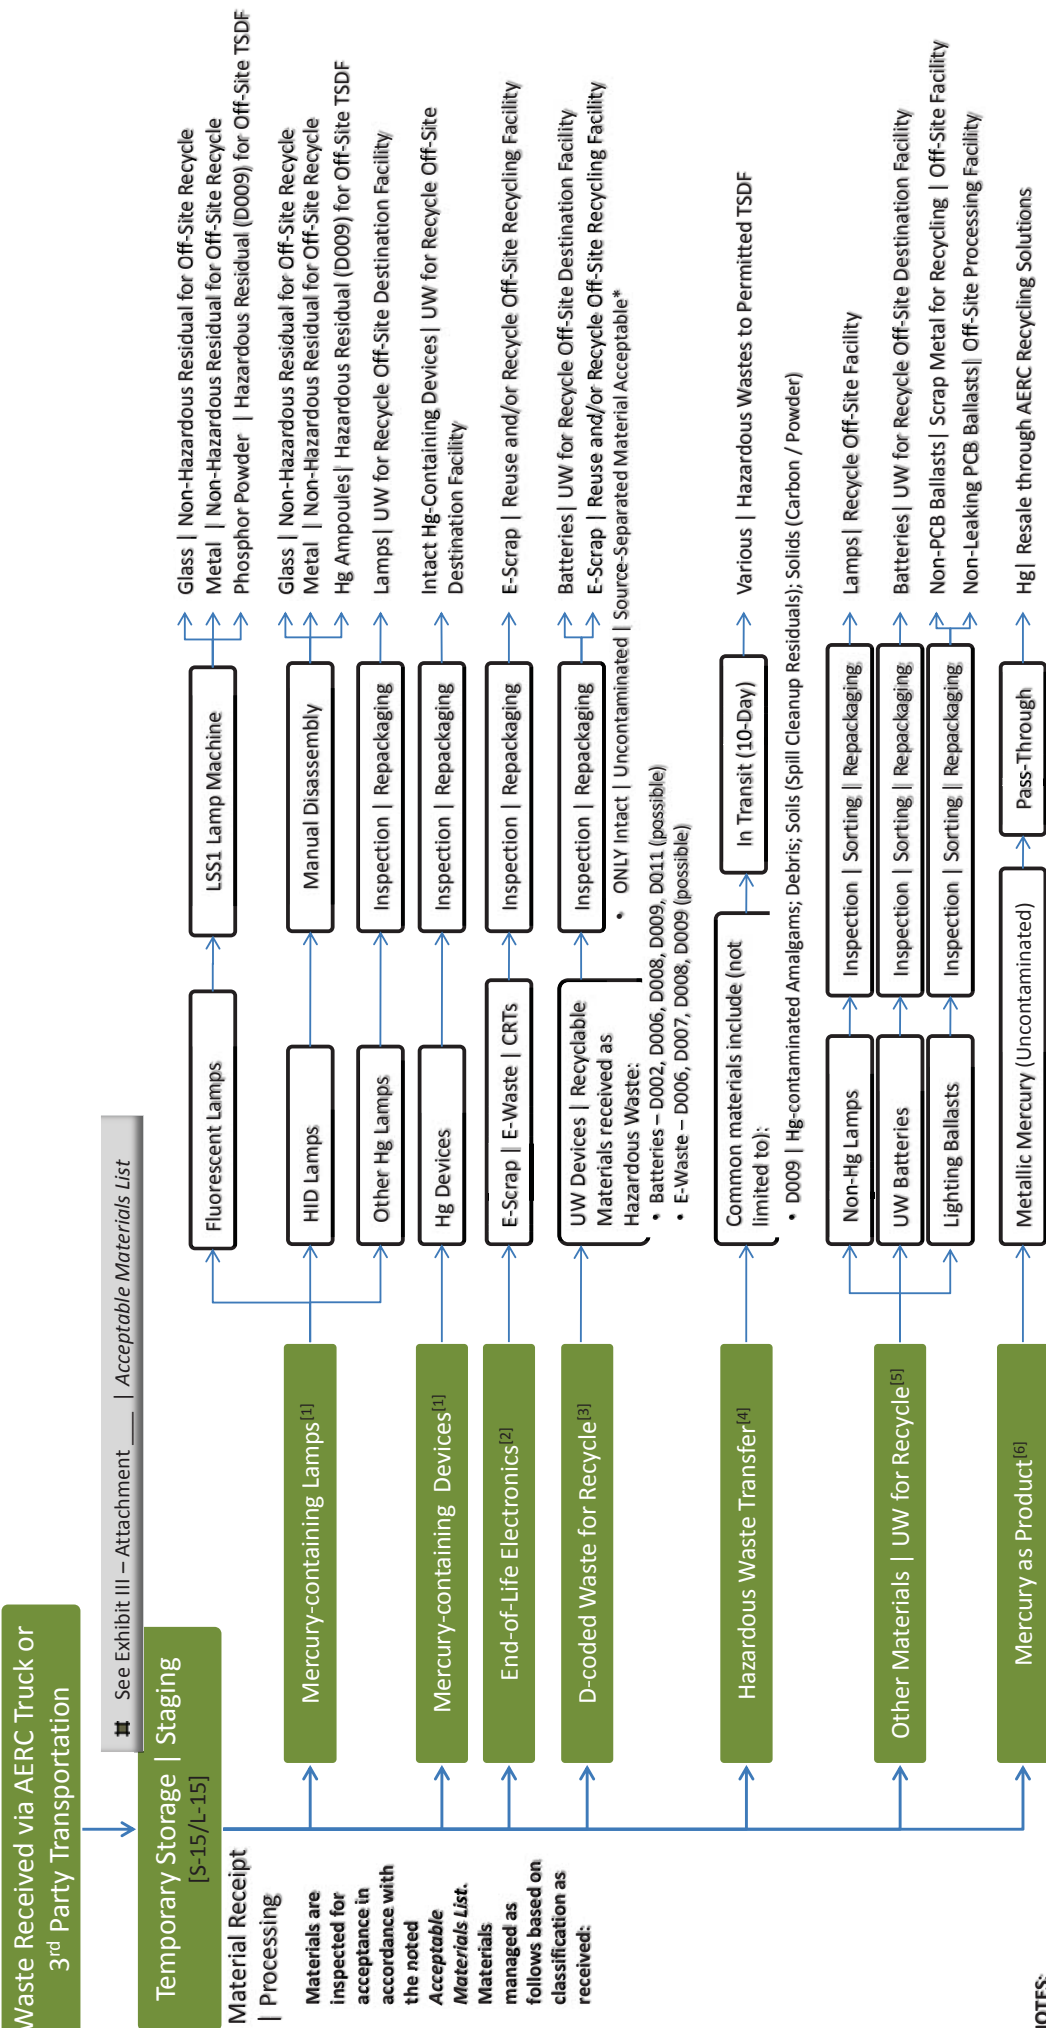 Waste Received via AERC Truck or
3rd Party Transportation
⌗ See Exhibit III – Attachment ___ | Acceptable Materials List
Temporary Storage | Staging
[S-15/L-15]
Material Receipt
| Processing
Materials are
inspected for
acceptance in
accordance with
the noted
Acceptable
Materials List.
Materials
managed as
follows based on
classification as
received:
Mercury-containing Lamps[1]
Fluorescent Lamps
LSS1 Lamp Machine
Glass | Non-Hazardous Residual for Off-Site Recycle
Metal | Non-Hazardous Residual for Off-Site Recycle
Phosphor Powder | Hazardous Residual (D009) for Off-Site TSDF
HID Lamps
Manual Disassembly
Glass | Non-Hazardous Residual for Off-Site Recycle
Metal | Non-Hazardous Residual for Off-Site Recycle
Hg Ampoules| Hazardous Residual (D009) for Off-Site TSDF
Other Hg Lamps
Inspection | Repackaging
Lamps| UW for Recycle Off-Site Destination Facility
Mercury-containing Devices[1]
Hg Devices
Inspection | Repackaging
Intact Hg-Containing Devices| UW for Recycle Off-Site
Destination Facility
End-of-Life Electronics[2]
E-Scrap | E-Waste | CRTs
Inspection | Repackaging
E-Scrap | Reuse and/or Recycle Off-Site Recycling Facility
D-coded Waste for Recycle[3]
UW Devices | Recyclable
Materials received as
Hazardous Waste:
• Batteries – D002, D006, D008, D009, D011 (possible)
• E-Waste – D006, D007, D008, D009 (possible)
Inspection | Repackaging
Batteries| UW for Recycle Off-Site Destination Facility
E-Scrap | Reuse and/or Recycle Off-Site Recycling Facility
• ONLY Intact | Uncontaminated | Source-Separated Material Acceptable*
Hazardous Waste Transfer[4]
Common materials include (not
limited to):
• D009 | Hg-contaminated Amalgams; Debris; Soils (Spill Cleanup Residuals); Solids (Carbon / Powder)
In Transit (10-Day)
Various | Hazardous Wastes to Permitted TSDF
Other Materials | UW for Recycle[5]
Non-Hg Lamps
Inspection | Sorting | Repackaging
Lamps| Recycle Off-Site Facility
UW Batteries
Inspection | Sorting | Repackaging
Batteries| UW for Recycle Off-Site Destination Facility
Lighting Ballasts
Inspection | Sorting | Repackaging
Non-PCB Ballasts| Scrap Metal for Recycling | Off-Site Facility
Non-Leaking PCB Ballasts| Off-Site Processing Facility
Mercury as Product[6]
Metallic Mercury (Uncontaminated)
Pass-Through
Hg| Resale through AERC Recycling Solutions
NOTES: